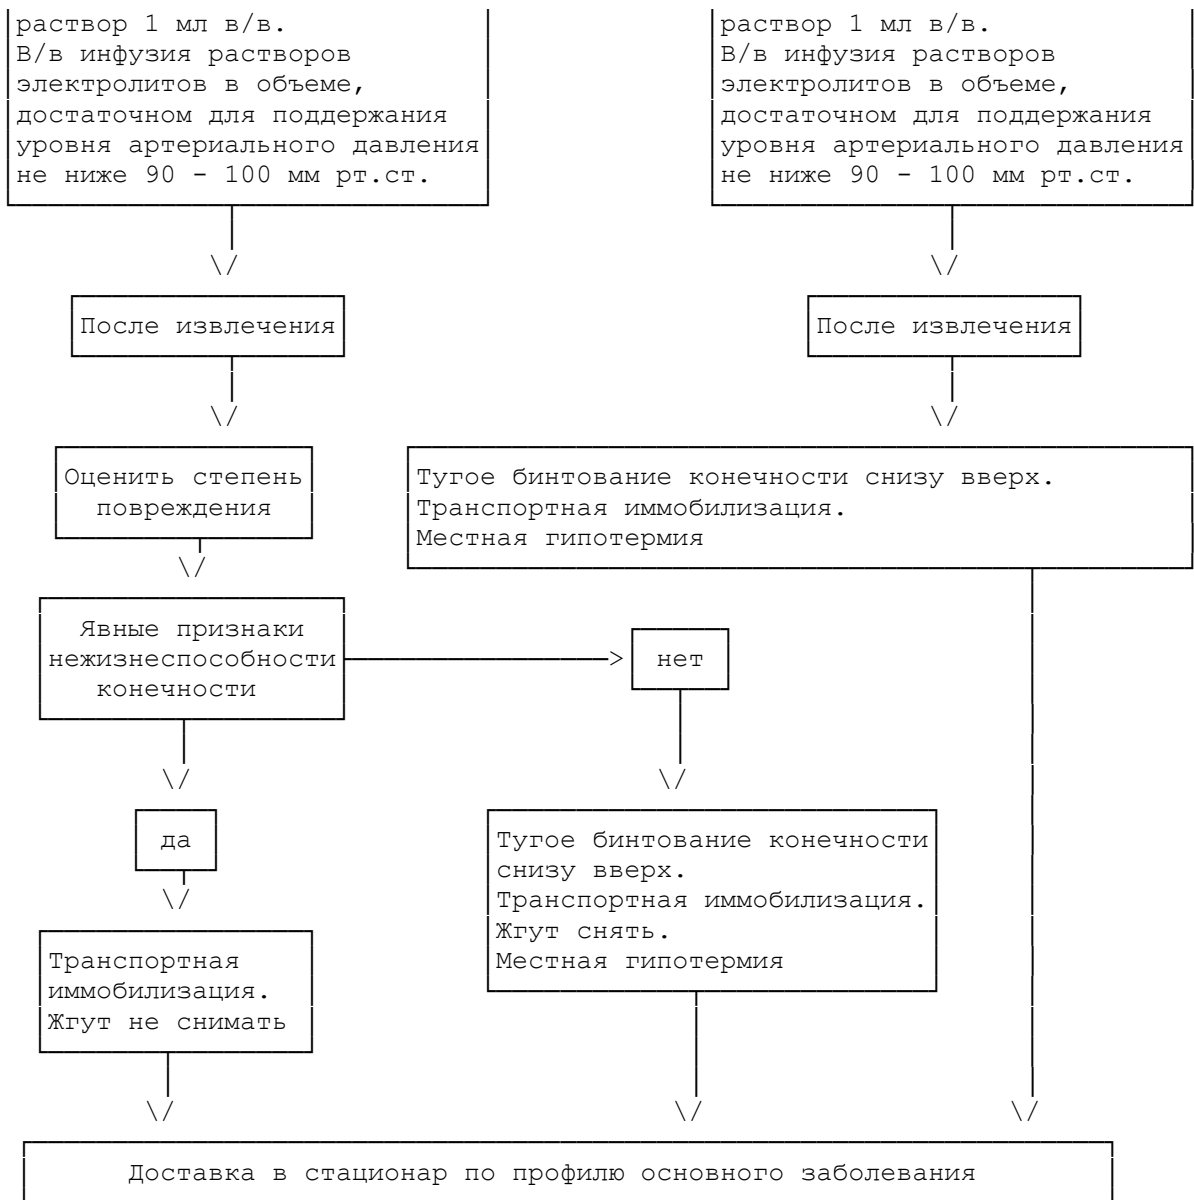 раствор 1 мл в/в.
В/в инфузия растворов
электролитов в объеме,
достаточном для поддержания
уровня артериального давления
не ниже 90 - 100 мм рт.ст.
раствор 1 мл в/в.
В/в инфузия растворов
электролитов в объеме,
достаточном для поддержания
уровня артериального давления
не ниже 90 - 100 мм рт.ст.
После извлечения
После извлечения
Оценить степень
повреждения
Тугое бинтование конечности снизу вверх.
Транспортная иммобилизация.
Местная гипотермия
Явные признаки
нежизнеспособности
конечности
нет
да
Тугое бинтование конечности
снизу вверх.
Транспортная иммобилизация.
Жгут снять.
Местная гипотермия
Транспортная
иммобилизация.
Жгут не снимать
Доставка в стационар по профилю основного заболевания